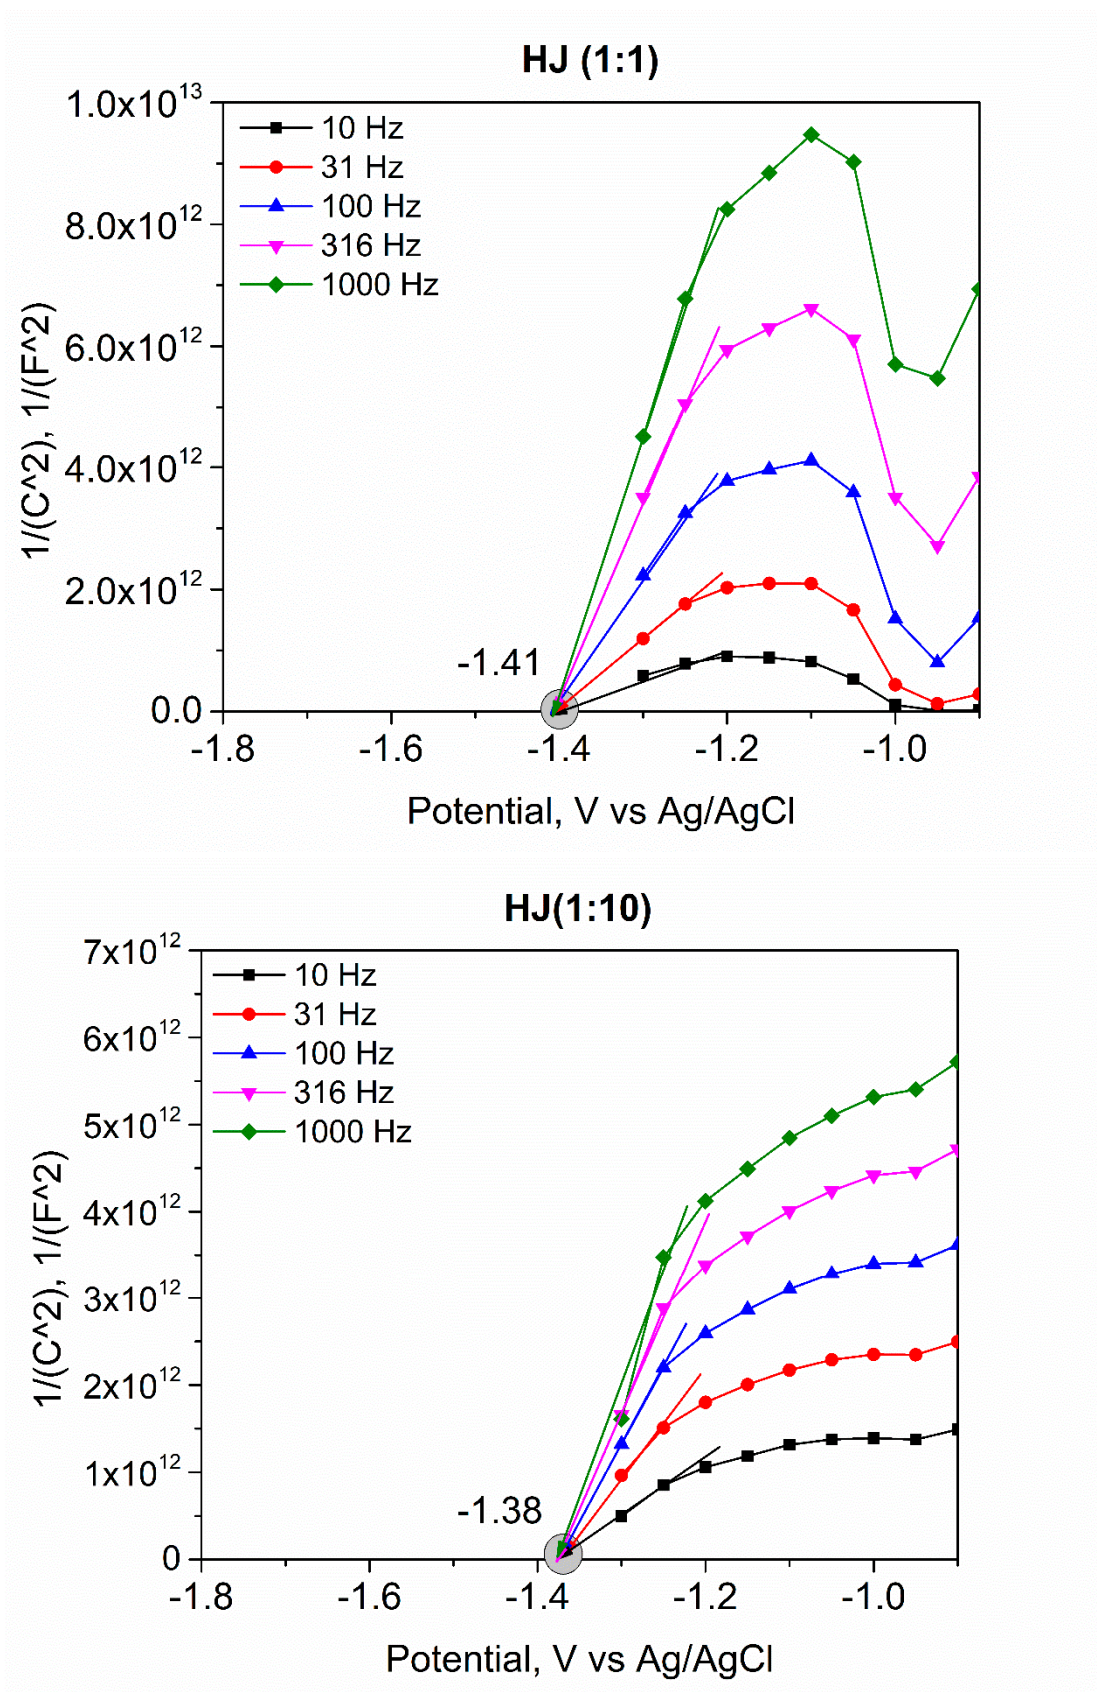 HJ (1:1)
1.0x10^13
8.0x10^12
6.0x10^12
4.0x10^12
2.0x10^12
0.0
1/(C^2), 1/(F^2)
10 Hz
31 Hz
100 Hz
316 Hz
1000 Hz
-1.41
-1.8 -1.6 -1.4 -1.2 -1.0
Potential, V vs Ag/AgCl
HJ(1:10)
7x10^12
6x10^12
5x10^12
4x10^12
3x10^12
2x10^12
1x10^12
0
1/(C^2), 1/(F^2)
10 Hz
31 Hz
100 Hz
316 Hz
1000 Hz
-1.38
-1.8 -1.6 -1.4 -1.2 -1.0
Potential, V vs Ag/AgCl